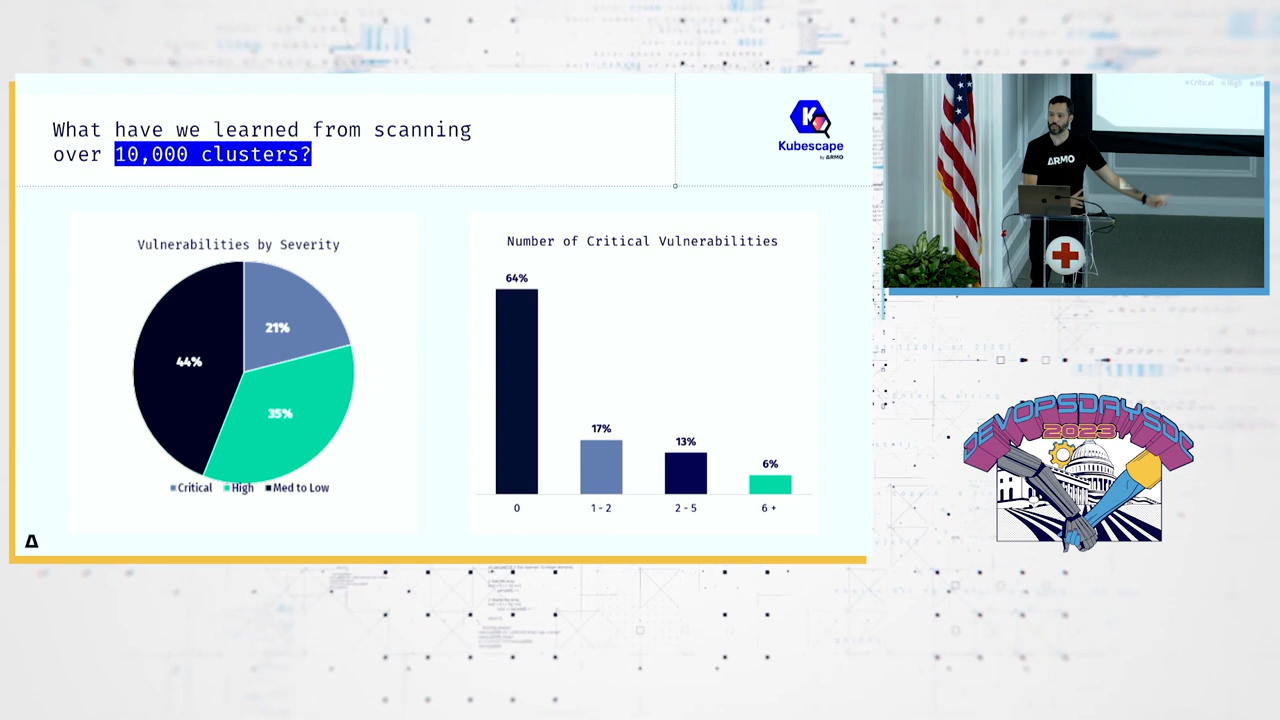 What have we learned from scanning
over 10,000 clusters?
Kubescape
by ARMO
Vulnerabilities by Severity
21%
44%
35%
Critical High Med to Low
Number of Critical Vulnerabilities
64%
17%
13%
6%
0 1 - 2 2 - 5 6 +
Critical High
ARMO
DEVOPSDAYSDC
2023